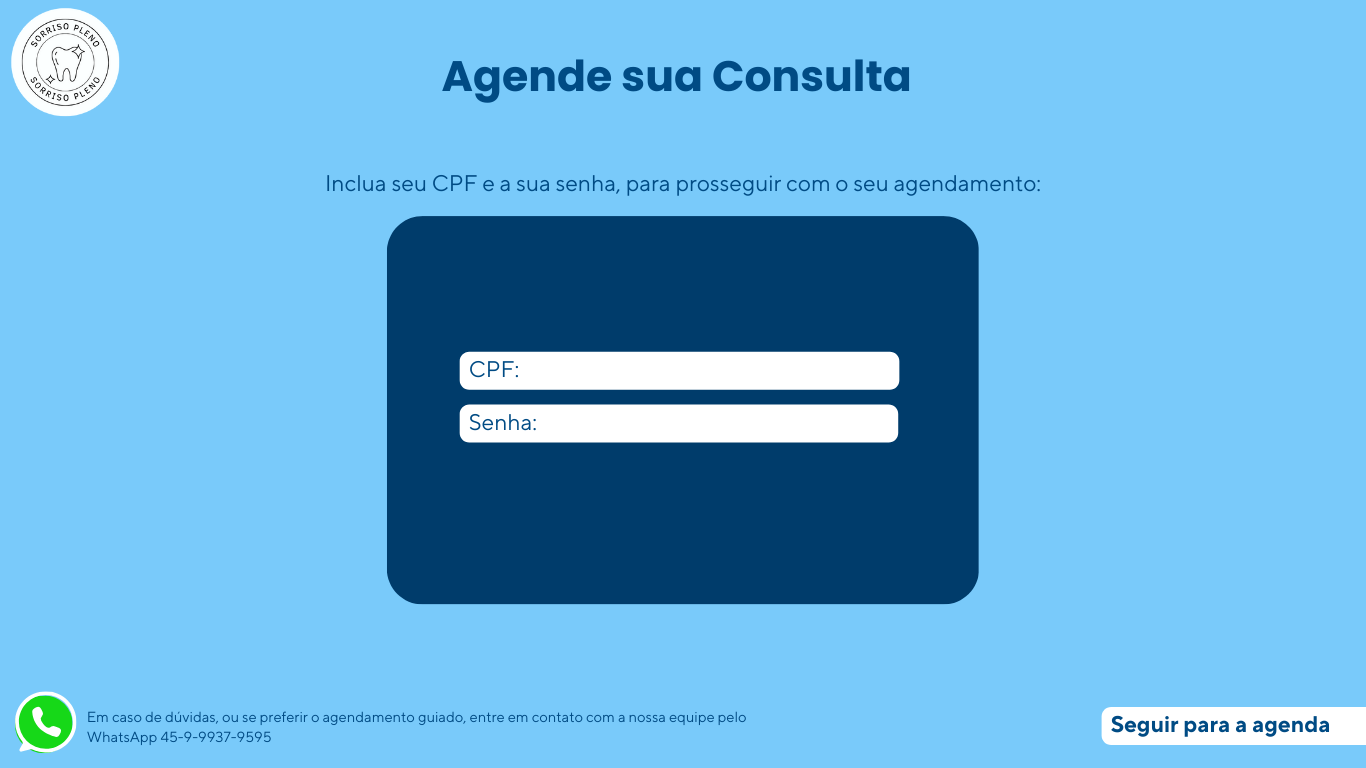 SORRISO PLENO
SORRISO PLENO
Agende sua Consulta
Inclua seu CPF e a sua senha, para prosseguir com o seu agendamento:
CPF:
Senha:
Em caso de dúvidas, ou se preferir o agendamento guiado, entre em contato com a nossa equipe pelo
WhatsApp 45-9-9937-9595
Seguir para a agenda